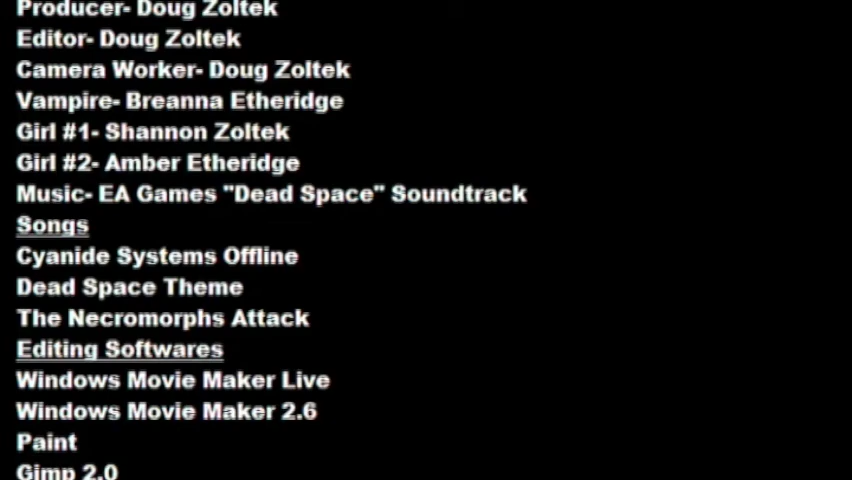 Producer- Doug Zoltek
Editor- Doug Zoltek
Camera Worker- Doug Zoltek
Vampire- Breanna Etheridge
Girl #1- Shannon Zoltek
Girl #2- Amber Etheridge
Music- EA Games "Dead Space" Soundtrack
Songs
Cyanide Systems Offline
Dead Space Theme
The Necromorphs Attack
Editing Softwares
Windows Movie Maker Live
Windows Movie Maker 2.6
Paint
Gimp 2.0